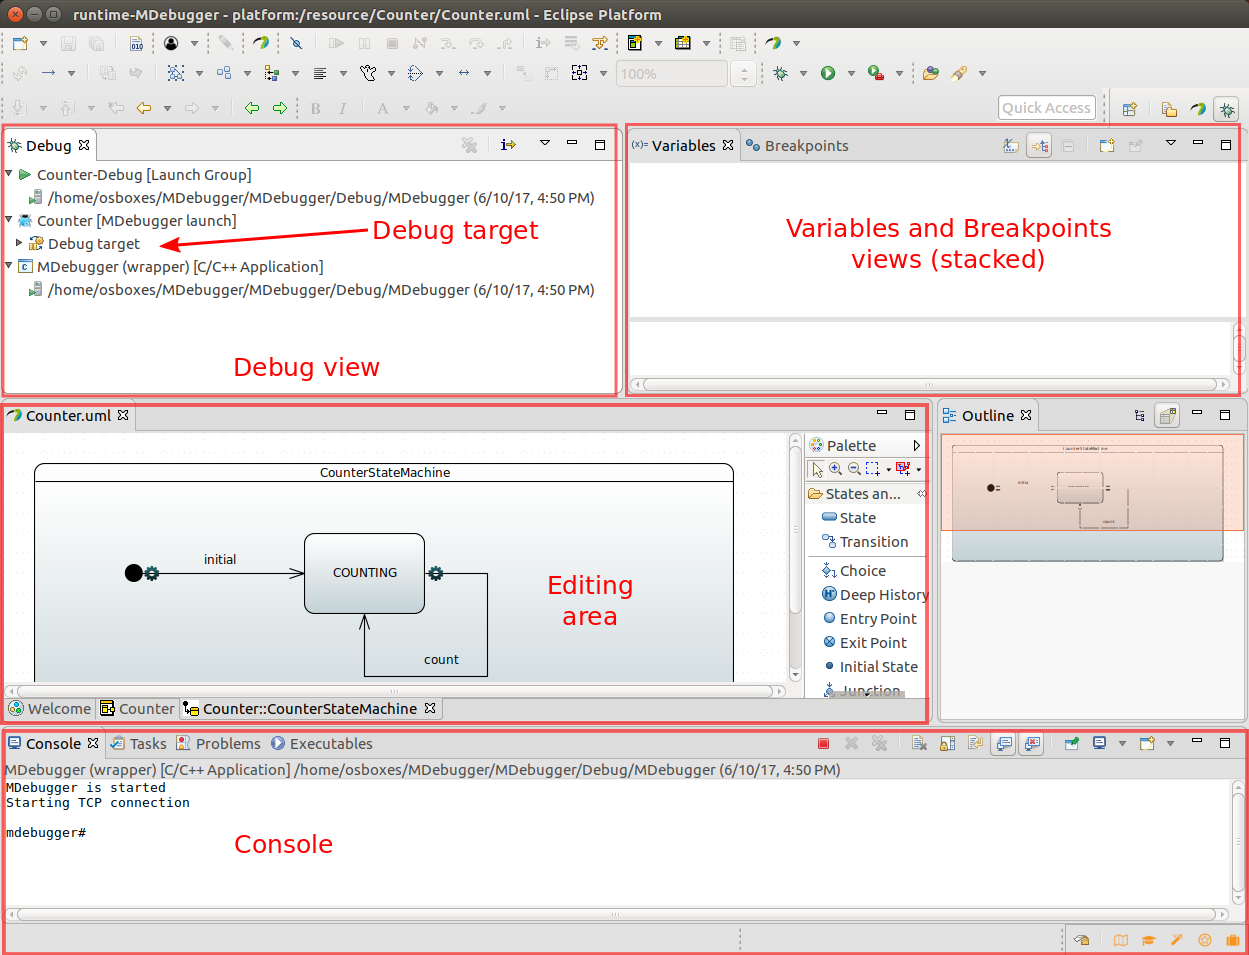 runtime-MDebugger - platform:/resource/Counter/Counter.uml - Eclipse Platform
010
100%
B I A
Quick Access
Debug
Counter-Debug [Launch Group]
/home/osboxes/MDebugger/MDebugger/Debug/MDebugger (6/10/17, 4:50 PM)
Counter [MDebugger launch]
Debug target
Debug target
MDebugger (wrapper) [C/C++ Application]
/home/osboxes/MDebugger/MDebugger/Debug/MDebugger (6/10/17, 4:50 PM)
Debug view
(x)= Variables
Breakpoints
Variables and Breakpoints
views (stacked)
Counter.uml
CounterStateMachine
initial
COUNTING
count
Editing
area
Palette
States an...
State
Transition
Choice
Deep History
Entry Point
Exit Point
Initial State
Junction
Welcome
Counter
Counter::CounterStateMachine
Outline
CounterStateMachine
initial
count
Console
Tasks
Problems
Executables
MDebugger (wrapper) [C/C++ Application] /home/osboxes/MDebugger/MDebugger/Debug/MDebugger (6/10/17, 4:50 PM)
MDebugger is started
Starting TCP connection
mdebugger#
Console